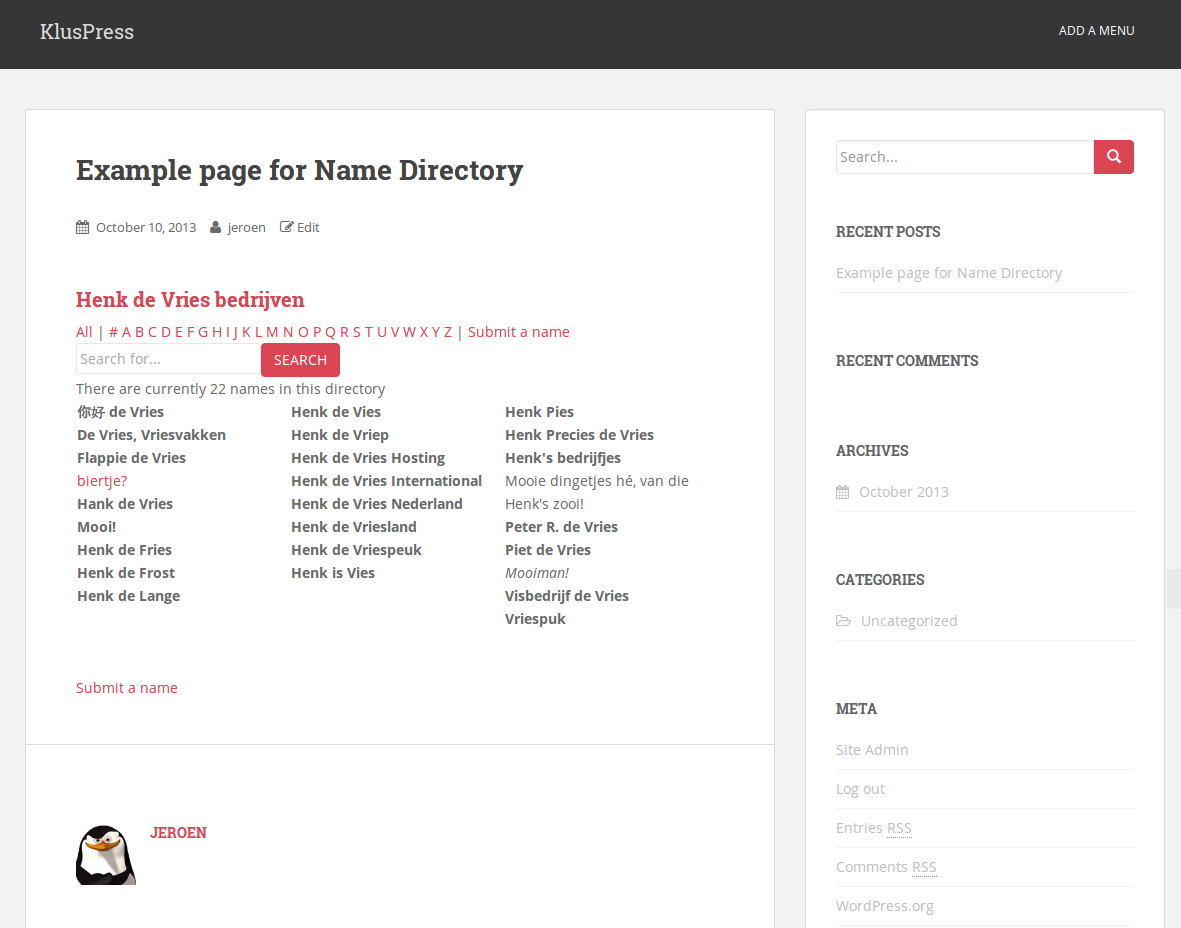 KlusPress
ADD A MENU
Example page for Name Directory
October 10, 2013 jeroen Edit
Henk de Vries bedrijven
All | # A B C D E F G H I J K L M N O P Q R S T U V W X Y Z | Submit a name
Search for...
SEARCH
There are currently 22 names in this directory
你好 de Vries
De Vries, Vriesvakken
Flappie de Vries
biertje?
Hank de Vries
Mooi!
Henk de Fries
Henk de Frost
Henk de Lange
Henk de Vies
Henk de Vriep
Henk de Vries Hosting
Henk de Vries International
Henk de Vries Nederland
Henk de Vriesland
Henk de Vriespeuk
Henk is Vies
Henk Pies
Henk Precies de Vries
Henk's bedrijfjes
Mooie dingetjes hé, van die
Henk's zooi!
Peter R. de Vries
Piet de Vries
Mooiman!
Visbedrijf de Vries
Vriespuk
Submit a name
JEROEN
Search...
RECENT POSTS
Example page for Name Directory
RECENT COMMENTS
ARCHIVES
October 2013
CATEGORIES
Uncategorized
META
Site Admin
Log out
Entries RSS
Comments RSS
WordPress.org